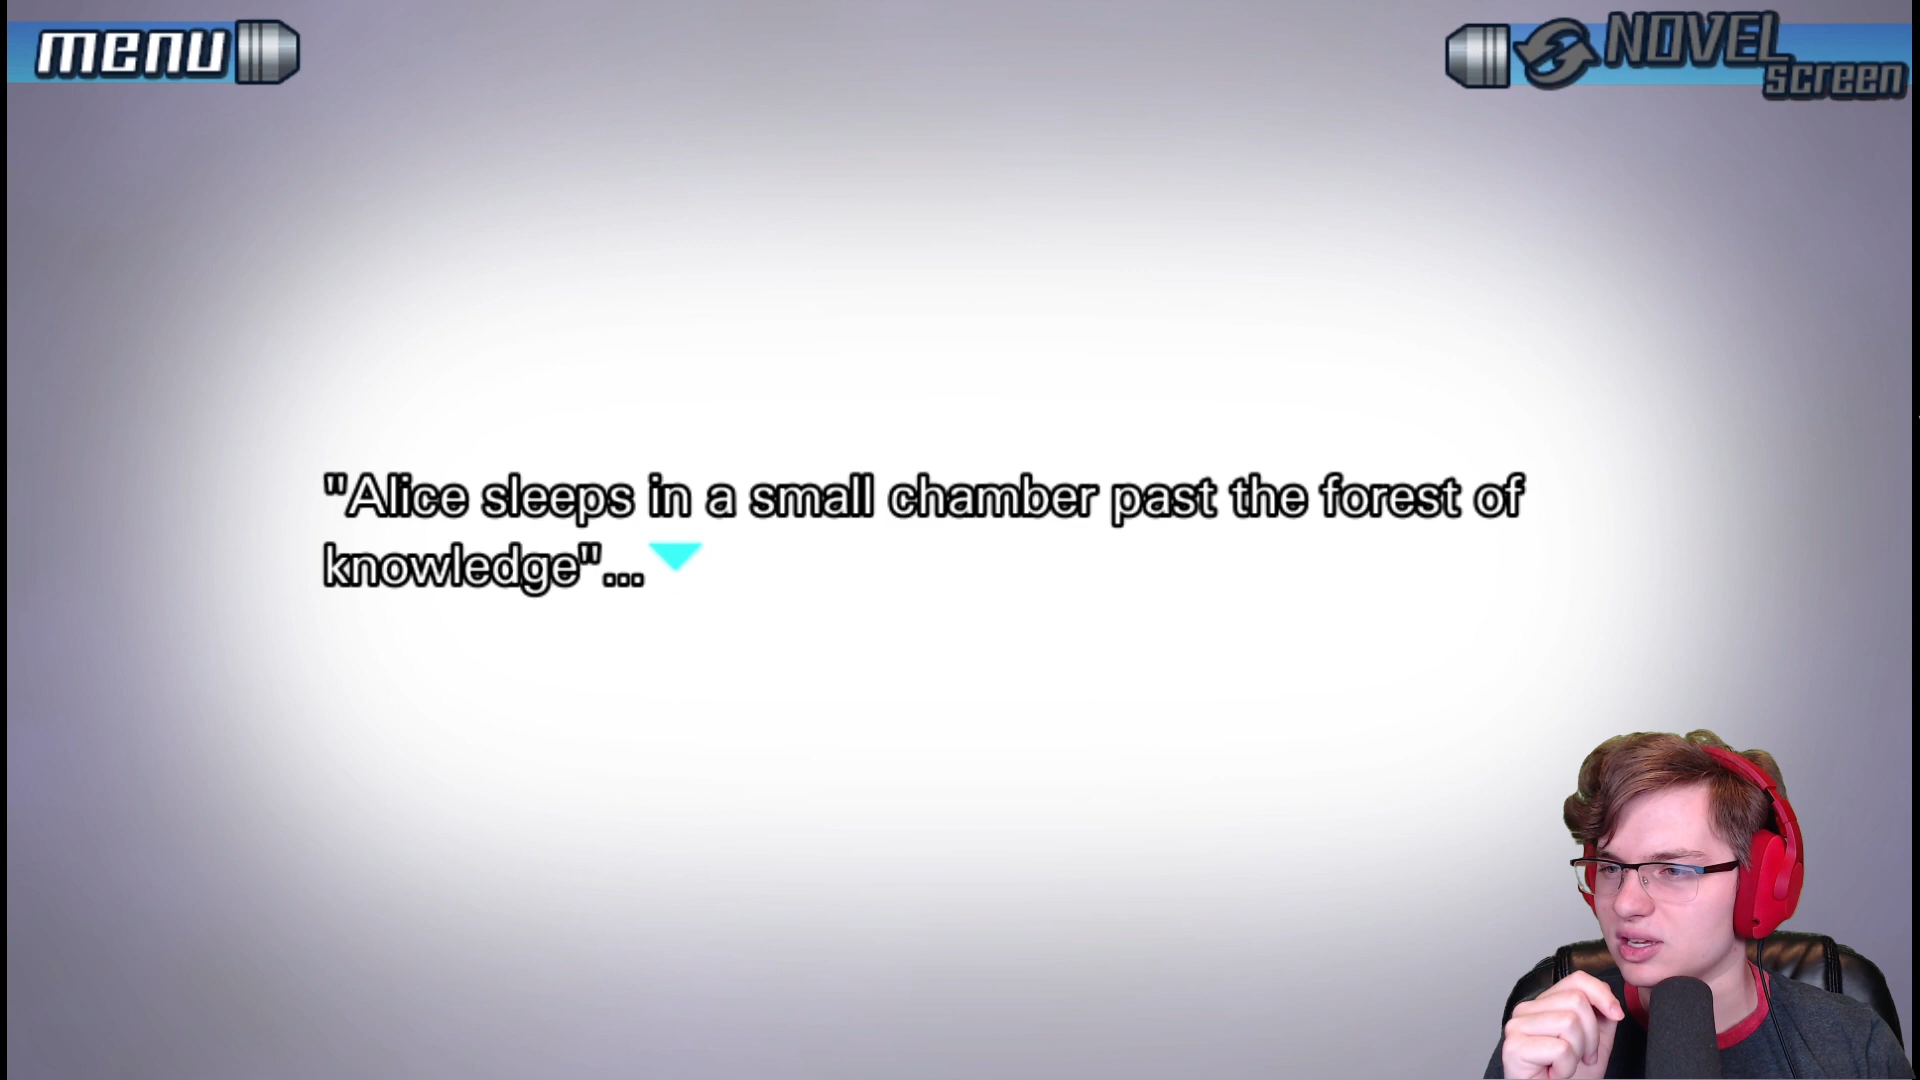 menu
NOVEL
Screen
"Alice sleeps in a small chamber past the forest of
knowledge"...